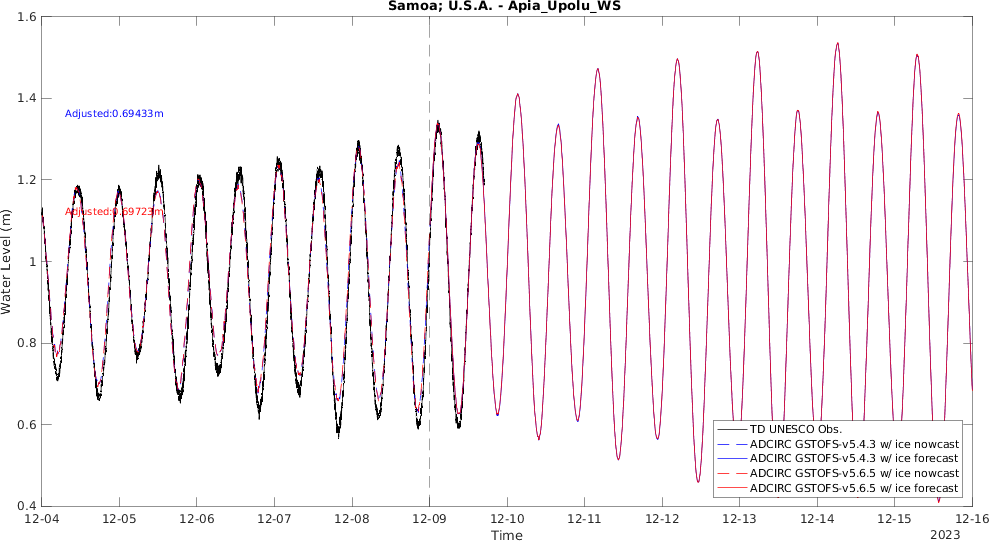 Samoa; U.S.A. - Apia_Upolu_WS
1.6
1.4
1.2
1
0.8
0.6
0.4
Water Level (m)
Adjusted:0.69433m
Adjusted:0.69723m
TD UNESCO Obs.
ADCIRC GSTOFS-v5.4.3 w/ ice nowcast
ADCIRC GSTOFS-v5.4.3 w/ ice forecast
ADCIRC GSTOFS-v5.6.5 w/ ice nowcast
ADCIRC GSTOFS-v5.6.5 w/ ice forecast
12-04 12-05 12-06 12-07 12-08 12-09 12-10 12-11 12-12 12-13 12-14 12-15 12-16
Time
2023